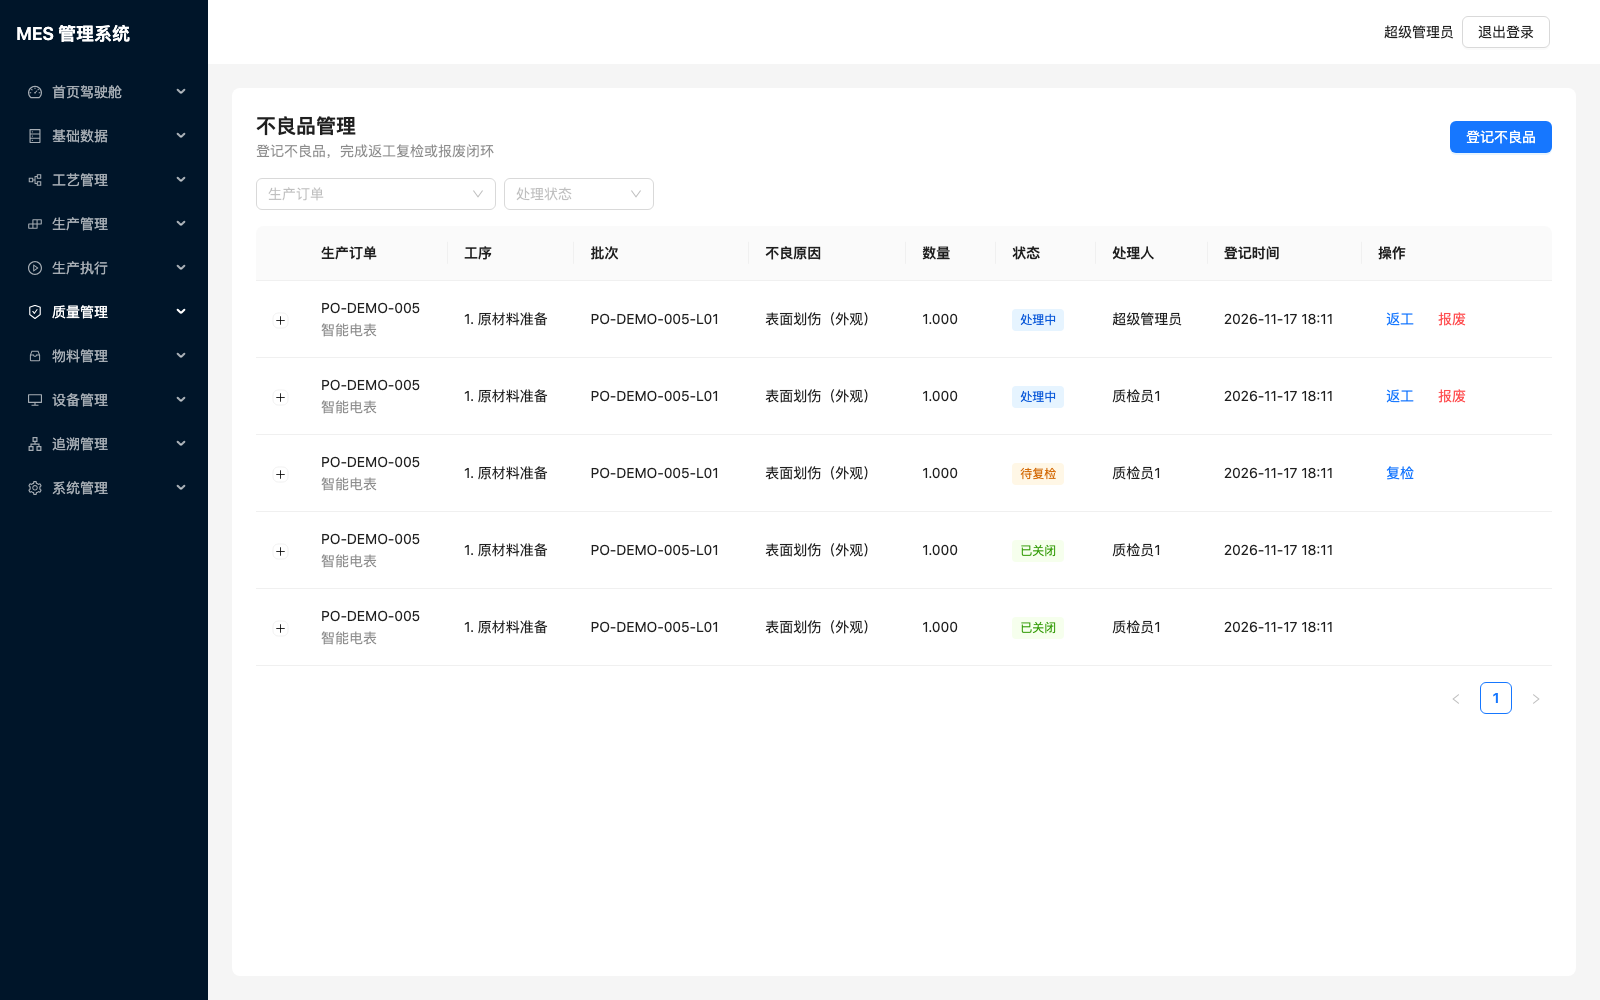 MES 管理系统
首页驾驶舱
基础数据
工艺管理
生产管理
生产执行
质量管理
物料管理
设备管理
追溯管理
系统管理
超级管理员 退出登录
不良品管理
登记不良品，完成返工复检或报废闭环
登记不良品
生产订单 处理状态
生产订单 工序 批次 不良原因 数量 状态 处理人 登记时间 操作
PO-DEMO-005
智能电表
1. 原材料准备 PO-DEMO-005-L01 表面划伤（外观） 1.000 处理中 超级管理员 2026-11-17 18:11 返工 报废
PO-DEMO-005
智能电表
1. 原材料准备 PO-DEMO-005-L01 表面划伤（外观） 1.000 处理中 质检员1 2026-11-17 18:11 返工 报废
PO-DEMO-005
智能电表
1. 原材料准备 PO-DEMO-005-L01 表面划伤（外观） 1.000 待复检 质检员1 2026-11-17 18:11 复检
PO-DEMO-005
智能电表
1. 原材料准备 PO-DEMO-005-L01 表面划伤（外观） 1.000 已关闭 质检员1 2026-11-17 18:11
PO-DEMO-005
智能电表
1. 原材料准备 PO-DEMO-005-L01 表面划伤（外观） 1.000 已关闭 质检员1 2026-11-17 18:11
1